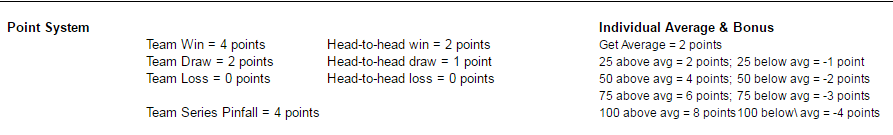 Point System Individual Average & Bonus
Team Win = 4 points Head-to-head win = 2 points Get Average = 2 points
Team Draw = 2 points Head-to-head draw = 1 point 25 above avg = 2 points; 25 below avg = -1 point
Team Loss = 0 points Head-to-head loss = 0 points 50 above avg = 4 points; 50 below avg = -2 points
75 above avg = 6 points; 75 below avg = -3 points
Team Series Pinfall = 4 points 100 above avg = 8 points 100 below\ avg = -4 points